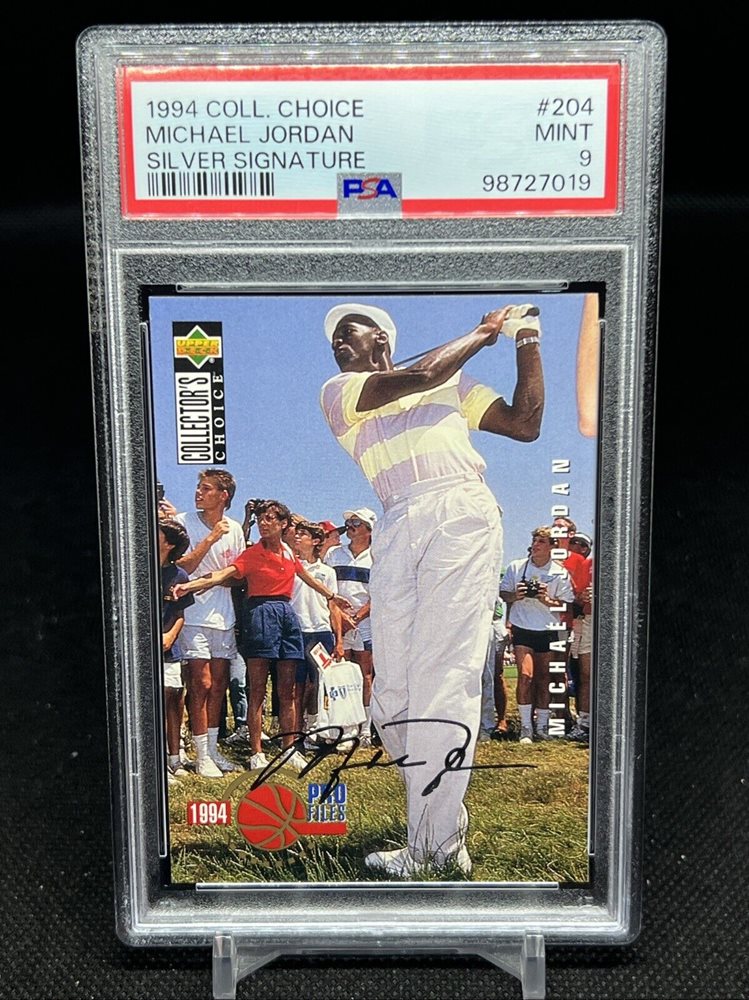 1994 COLL. CHOICE #204
MICHAEL JORDAN MINT
SILVER SIGNATURE 9
PSA 98727019
UPPER DECK
COLLECTOR'S
CHOICE
MICHAEL JORDAN
1994 PRO
FILES